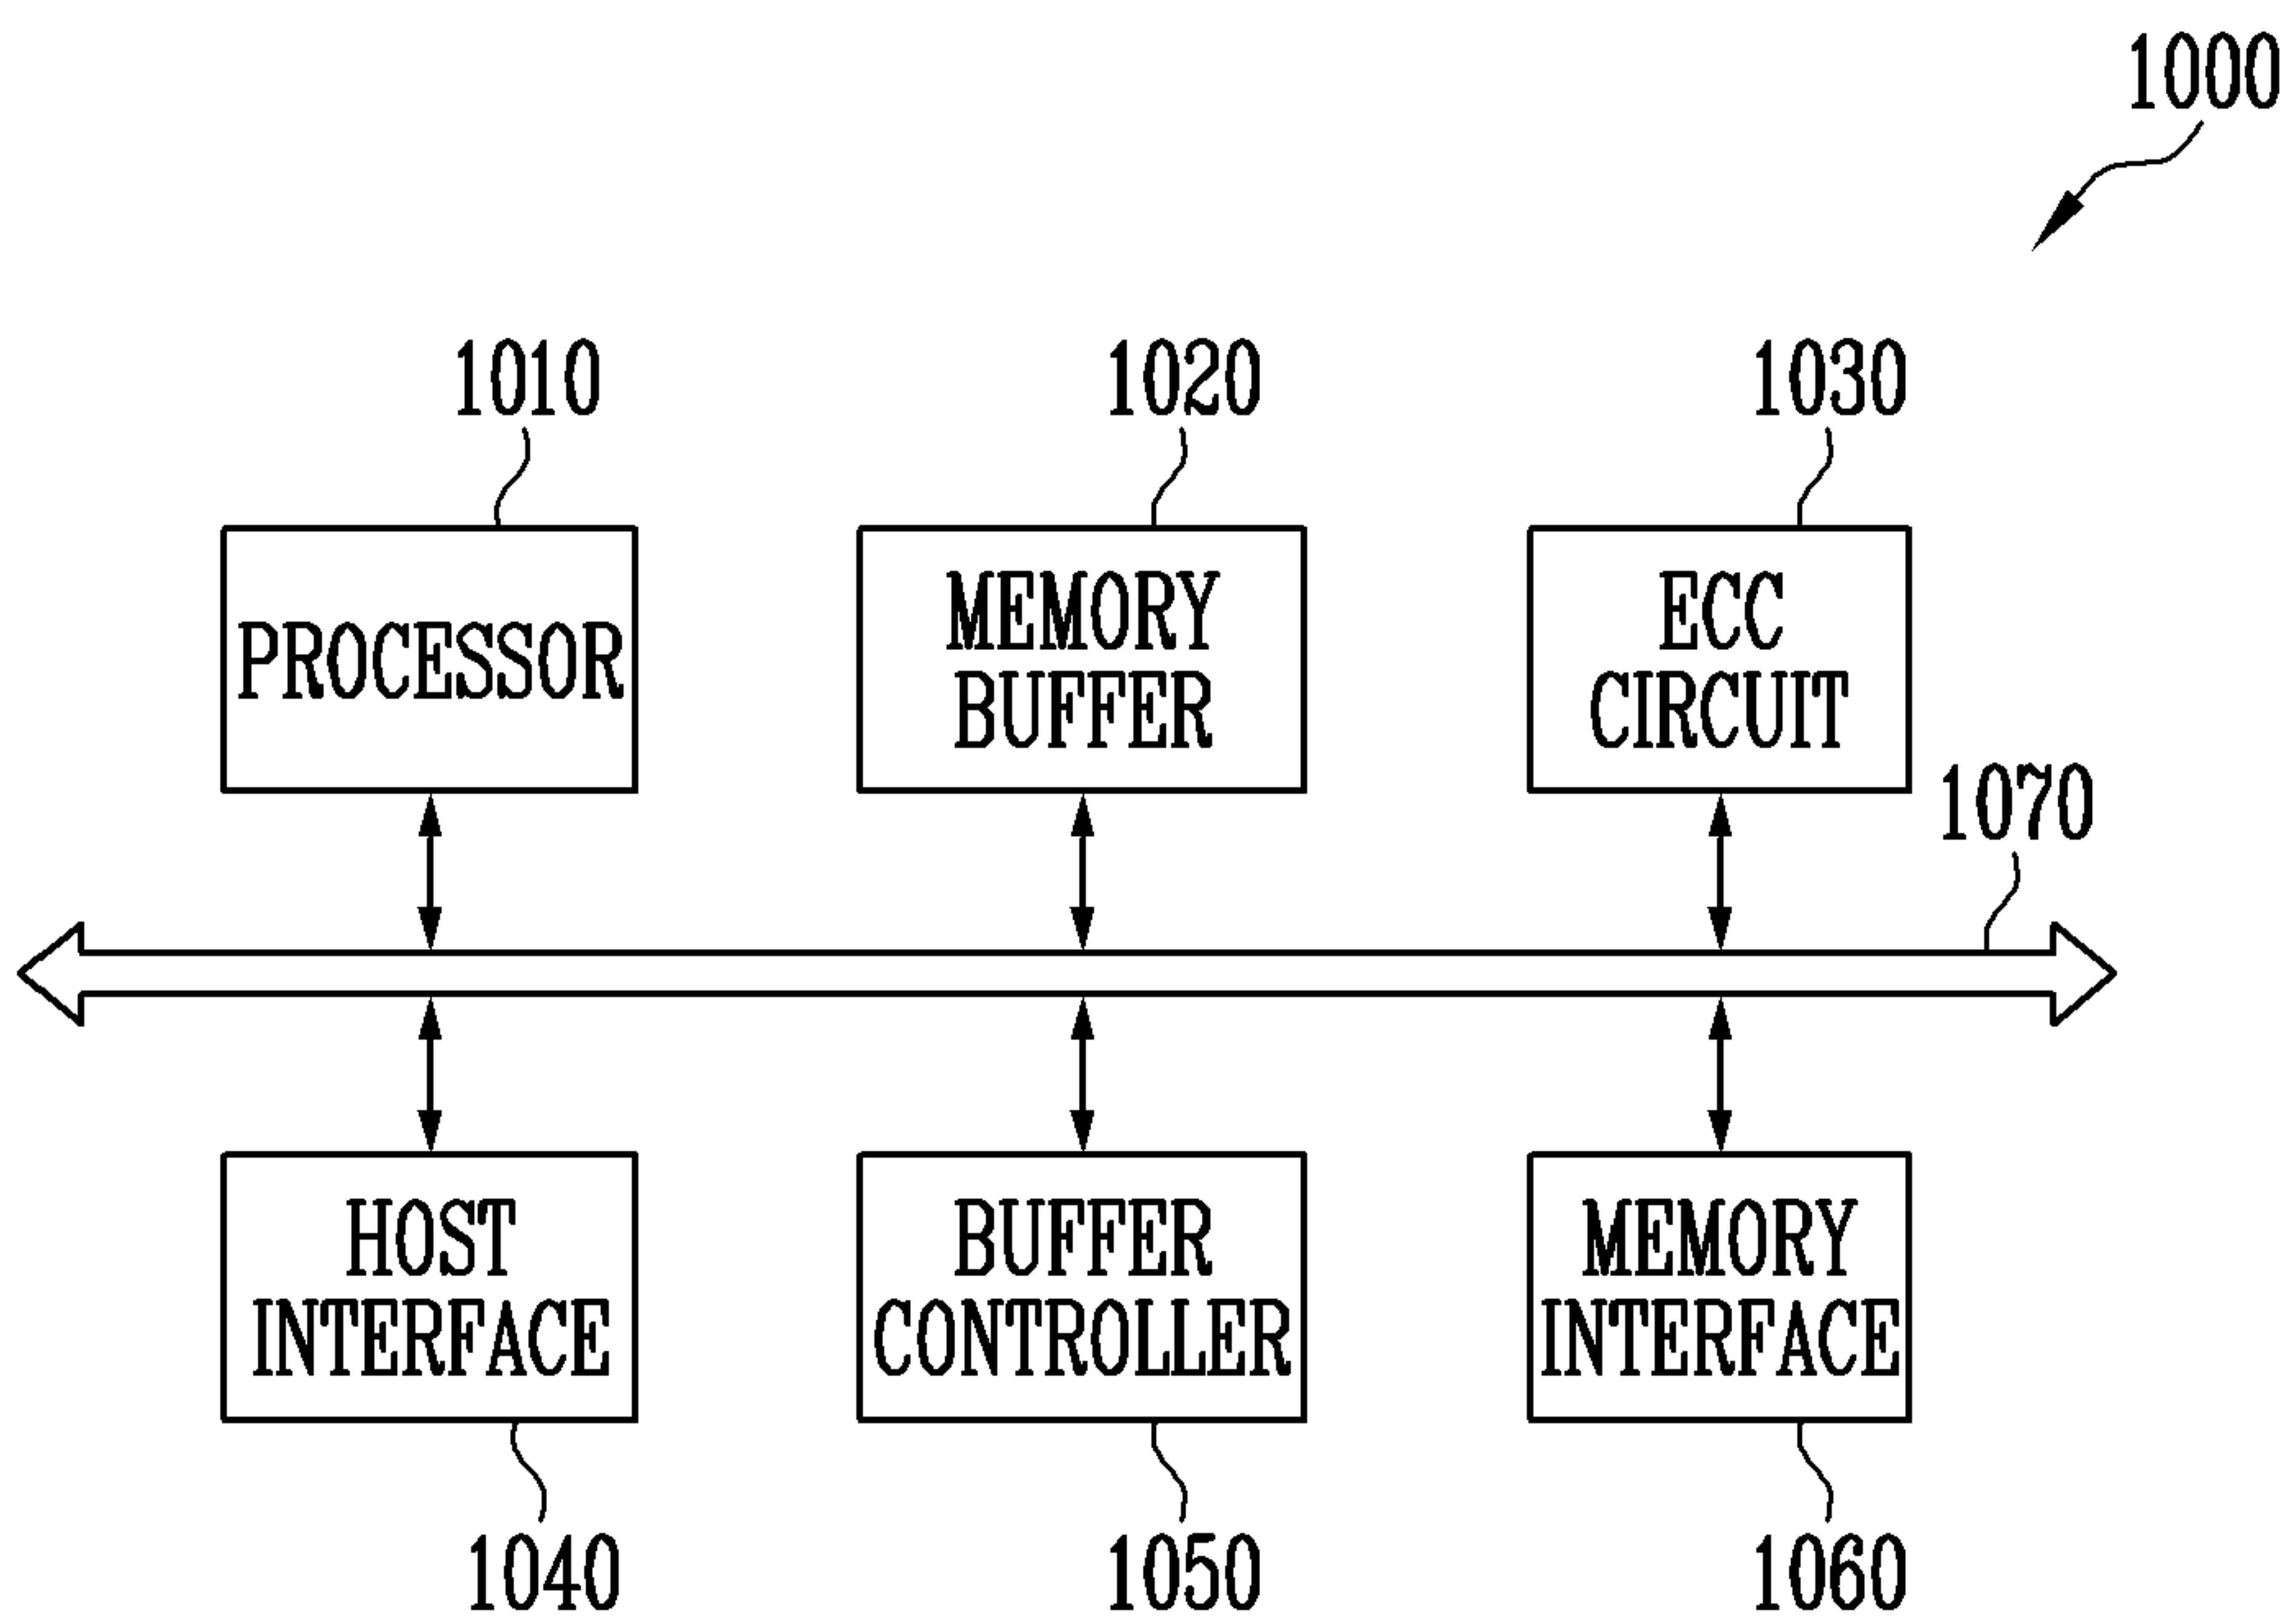 1000
1010
1020
1030
PROCESSOR
MEMORY
BUFFER
ECC
CIRCUIT
1070
HOST
INTERFACE
BUFFER
CONTROLLER
MEMORY
INTERFACE
1040
1050
1060